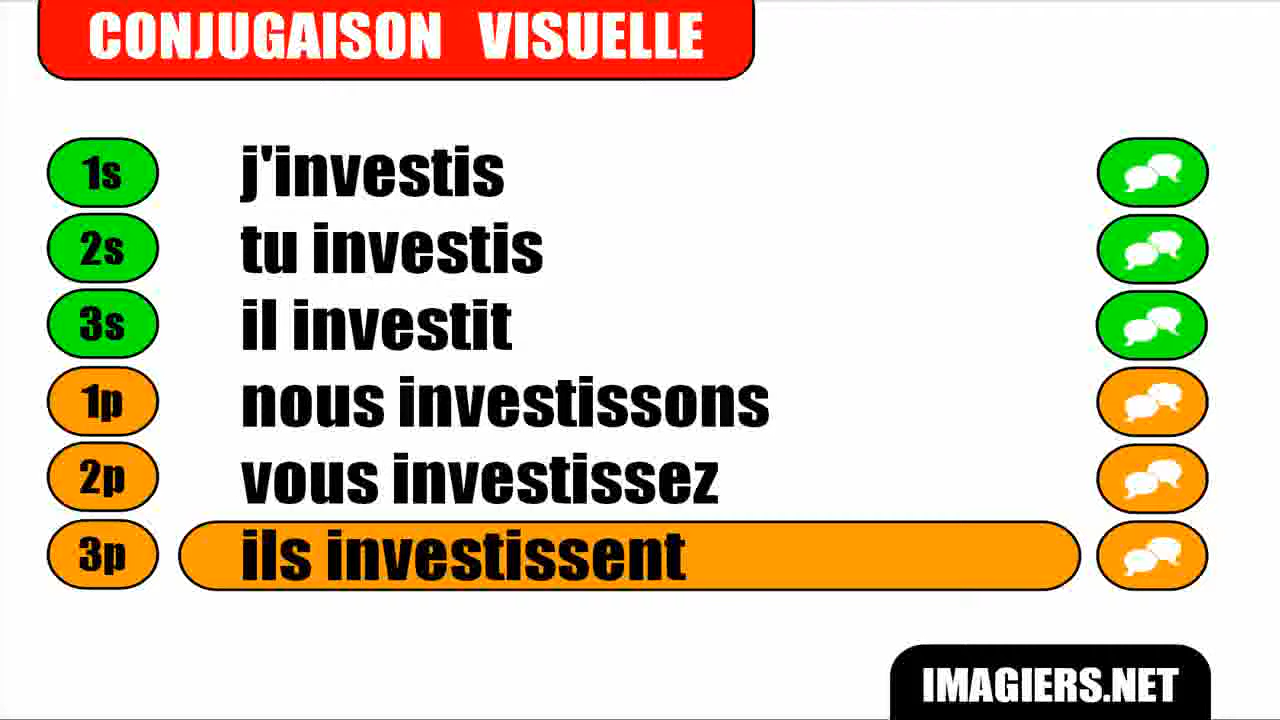 CONJUGAISON VISUELLE
1s j'investis
2s tu investis
3s il investit
1p nous investissons
2p vous investissez
3p ils investissent
IMAGIERS.NET